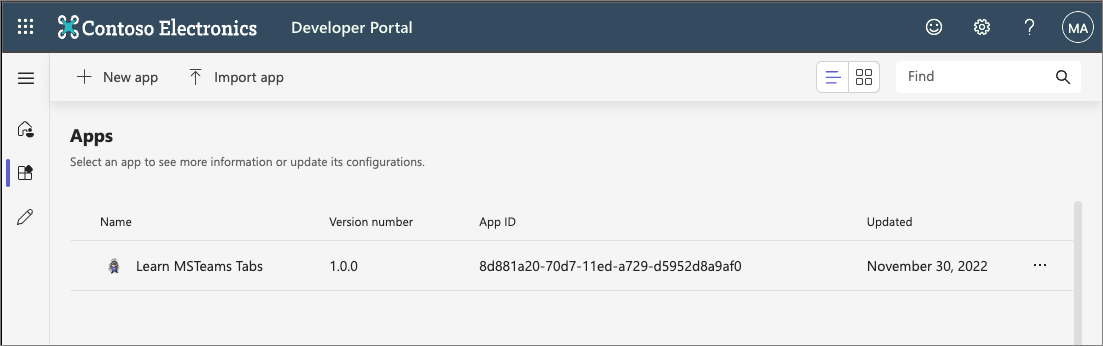 Contoso Electronics Developer Portal ? MA
New app Import app Find
Apps
Select an app to see more information or update its configurations.
Name Version number App ID Updated
Learn MSTeams Tabs 1.0.0 8d881a20-70d7-11ed-a729-d5952d8a9af0 November 30, 2022 ...